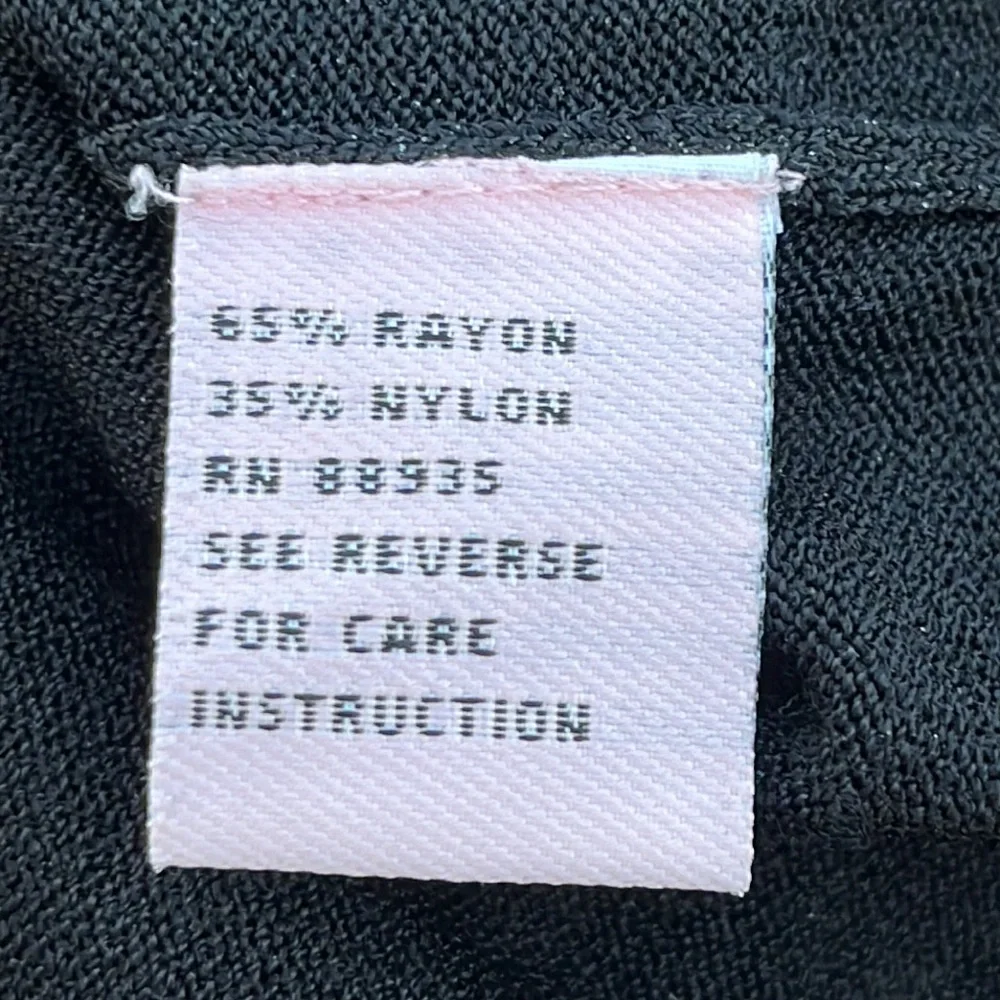 65% RAYON
35% NYLON
RN 88935
SEE REVERSE
FOR CARE
INSTRUCTION